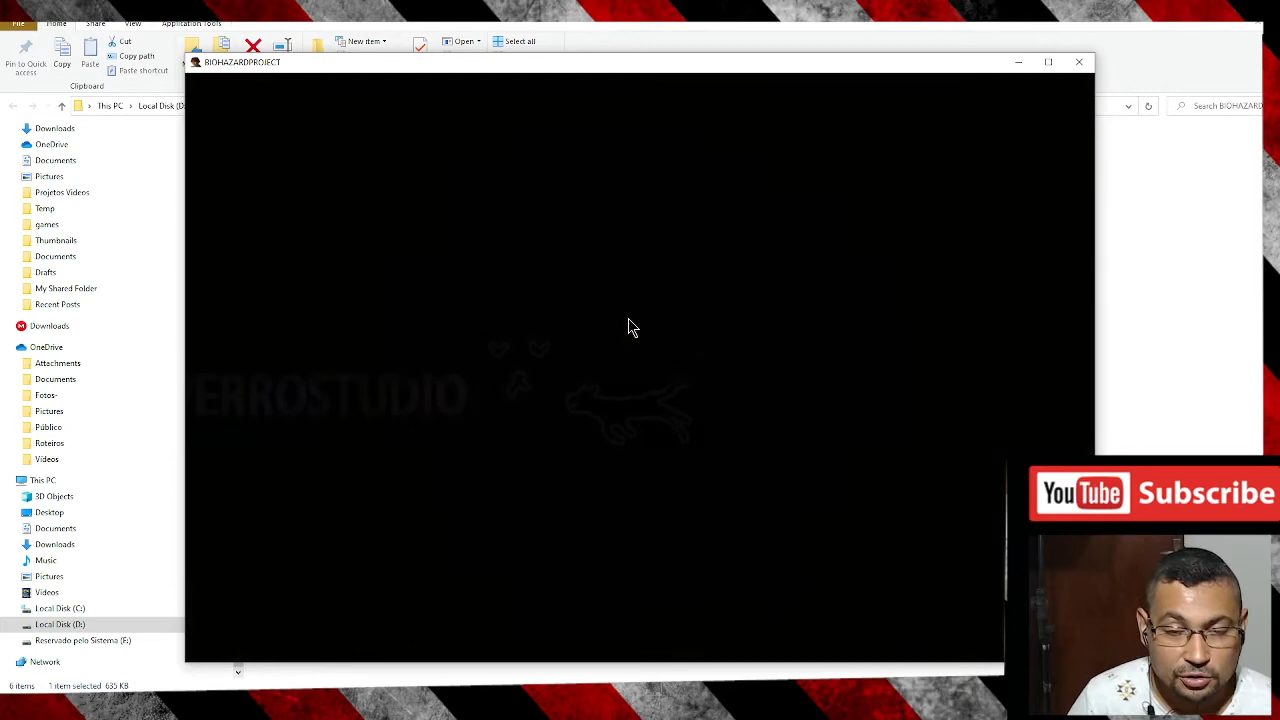 File Home Share View Application Tools
Pin to Quick access
Copy
Paste
Cut
Copy path
Paste shortcut
New item
Open
Select all
Clipboard
BIOHAZARDPROJECT
This PC Local Disk (D:
Search BIOHAZARD
Downloads
OneDrive
Documents
Pictures
Projetos Videos
Temp
games
Thumbnails
Documents
Drafts
My Shared Folder
Recent Posts
Downloads
OneDrive
Attachments
Documents
Fotos-
Pictures
Público
Roteiros
Vídeos
This PC
3D Objects
Desktop
Documents
Downloads
Music
Pictures
Videos
Local Disk (C:)
Local Disk (D:)
Reservado pelo Sistema (E:)
Network
6 items 1 item selected 635 KB
PERROSTUDIO
YouTube Subscribe